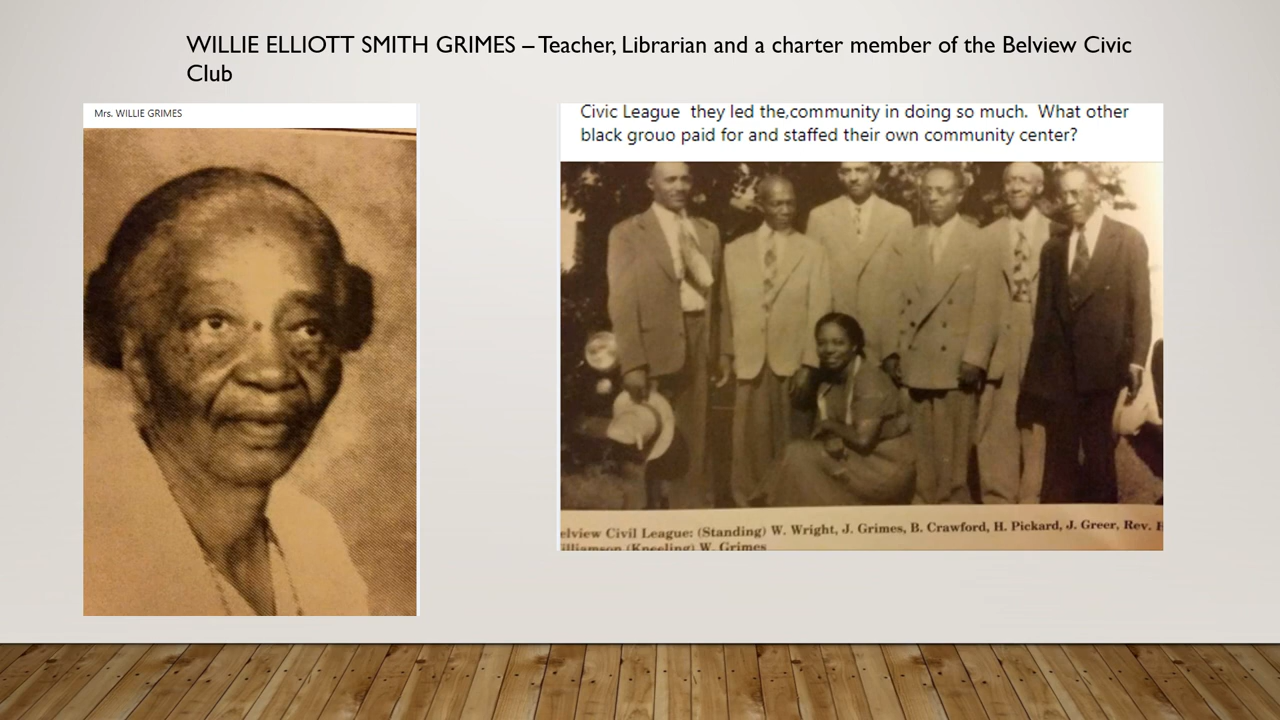 WILLIE ELLIOTT SMITH GRIMES – Teacher, Librarian and a charter member of the Belview Civic
Club
Mrs. WILLIE GRIMES
Civic League they led the,community in doing so much. What other
black grouo paid for and staffed their own community center?
elview Civil League: (Standing) W. Wright, J. Grimes, B. Crawford, H. Pickard, J. Greer, Rev.
illiamson (Kneeling) W. Grimes